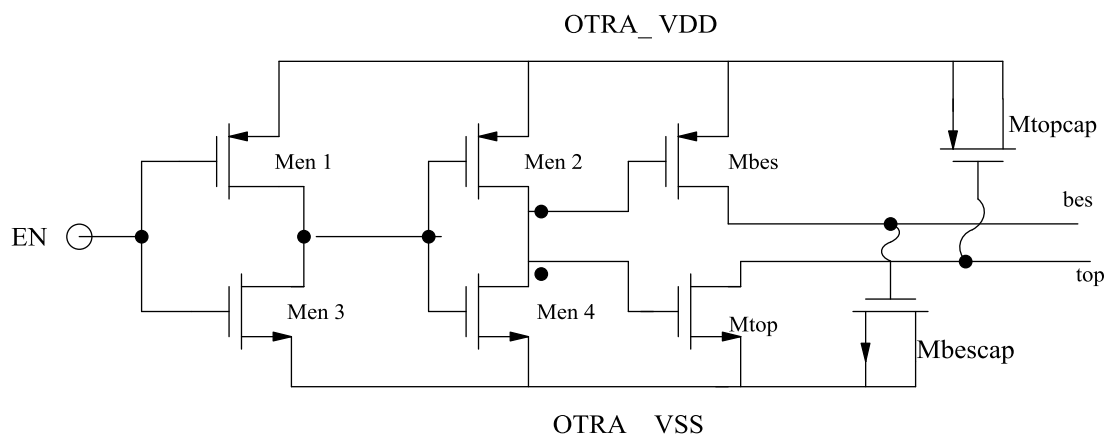 OTRA_ VDD
Mtopcap
Men 1
Men 2
Mbes
bes
EN
top
Men 3
Men 4
Mtop
Mbescap
OTRA VSS